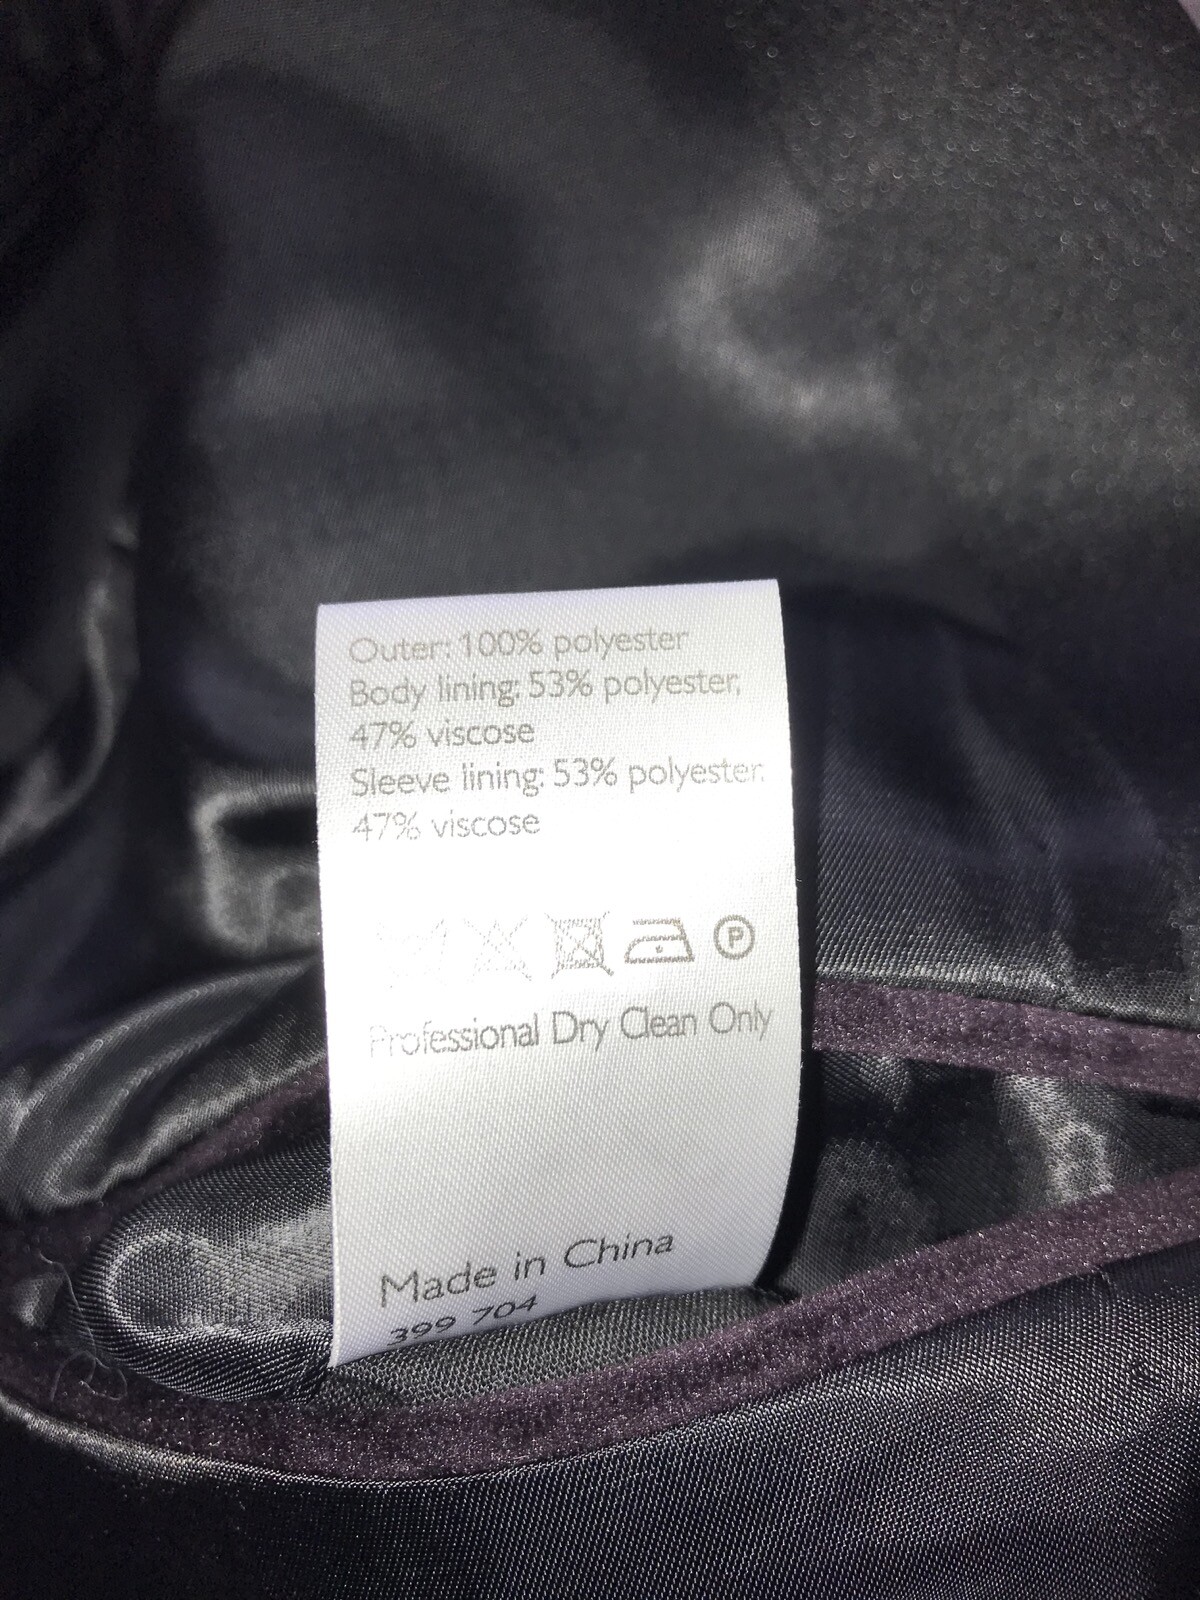 Outer: 100% polyester
Body lining: 53% polyester,
47% viscose
Sleeve lining: 53% polyester,
47% viscose
P
Professional Dry Clean Only
Made in China
399 704